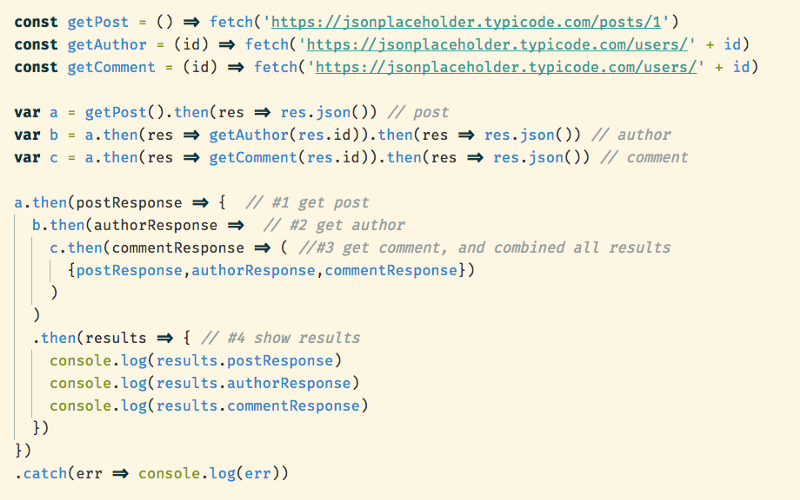 const getPost = () => fetch('https://jsonplaceholder.typicode.com/posts/1')
const getAuthor = (id) => fetch('https://jsonplaceholder.typicode.com/users/' + id)
const getComment = (id) => fetch('https://jsonplaceholder.typicode.com/users/' + id)

var a = getPost().then(res => res.json()) // post
var b = a.then(res => getAuthor(res.id)).then(res => res.json()) // author
var c = a.then(res => getComment(res.id)).then(res => res.json()) // comment

a.then(postResponse => {  // #1 get post
  b.then(authorResponse =>  // #2 get author
    c.then(commentResponse => ( //#3 get comment, and combined all results
      {postResponse,authorResponse,commentResponse})
    )
  )
  .then(results => { // #4 show results
    console.log(results.postResponse)
    console.log(results.authorResponse)
    console.log(results.commentResponse)
  })
})
.catch(err => console.log(err))